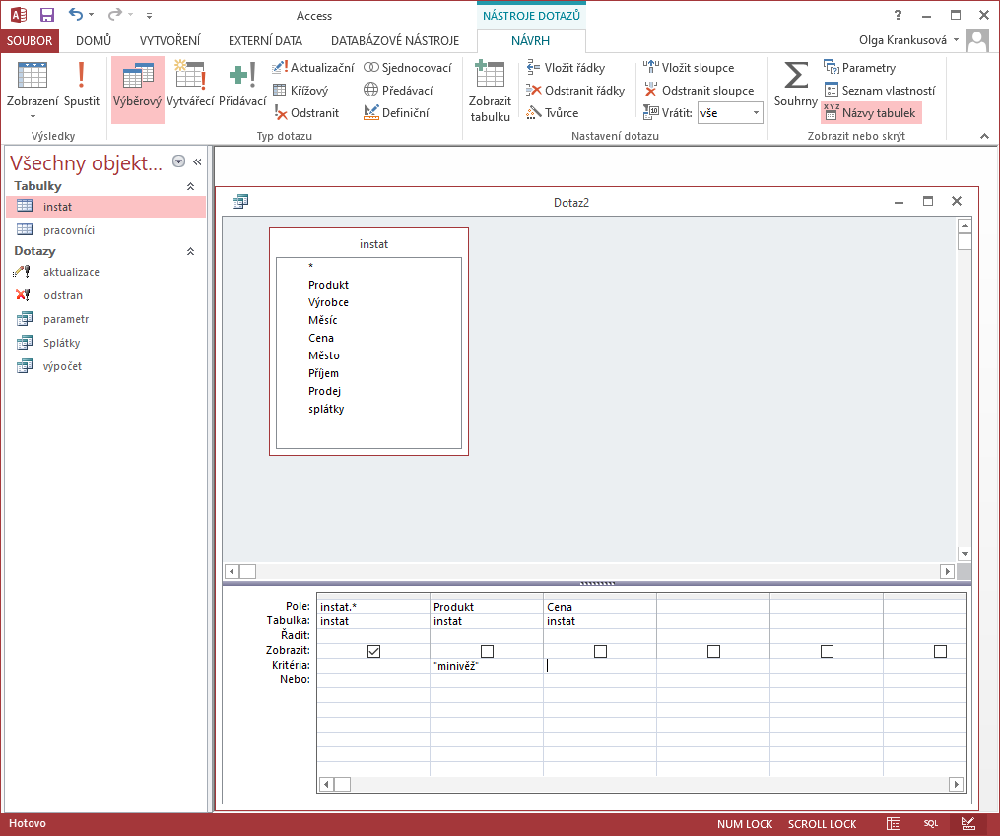 Access
NÁSTROJE DOTAZŮ
?
SOUBOR DOMŮ VYTVOŘENÍ EXTERNÍ DATA DATABÁZOVÉ NÁSTROJE NÁVRH Olga Krankusová
Zobrazení Spustit
Výsledky
Výběrový Vytvářecí Přidávací
Aktualizační Sjednocovací
Křížový Předávací
Odstranit Definiční
Typ dotazu
Zobrazit tabulku
Vložit řádky Vložit sloupce
Odstranit řádky Odstranit sloupce
Tvůrce Vrátit: vše
Nastavení dotazu
Souhrny
Parametry
Seznam vlastností
XYZ Názvy tabulek
Zobrazit nebo skrýt
Všechny objekt...
Tabulky
instat
pracovníci
Dotazy
aktualizace
odstran
parametr
Splátky
výpočet
Dotaz2
instat
*
Produkt
Výrobce
Měsíc
Cena
Město
Příjem
Prodej
splátky
Pole: instat.* Produkt Cena
Tabulka: instat instat instat
Řadit:
Zobrazit:
Kritéria: "minivěž"
Nebo:
Hotovo NUM LOCK SCROLL LOCK SQL